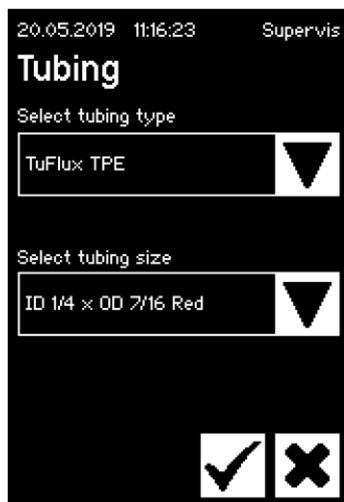 20.05.2019 11:16:23 Supervis
Tubing
Select tubing type
TuFlux TPE
Select tubing size
ID 1/4 x OD 7/16 Red